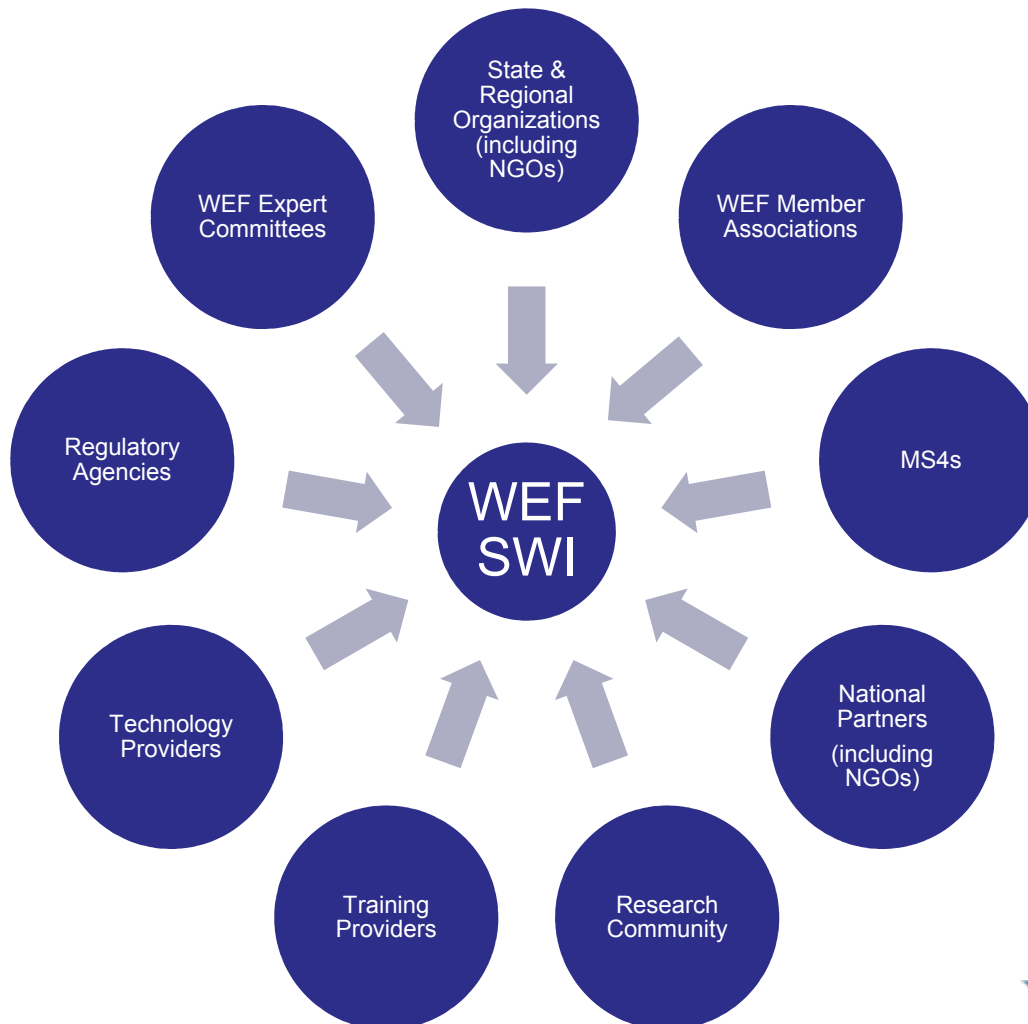 State &
Regional
Organizations
(including
NGOs)
WEF Expert
Committees
WEF Member
Associations
Regulatory
Agencies
MS4s
WEF
SWI
Technology
Providers
National
Partners
(including
NGOs)
Training
Providers
Research
Community